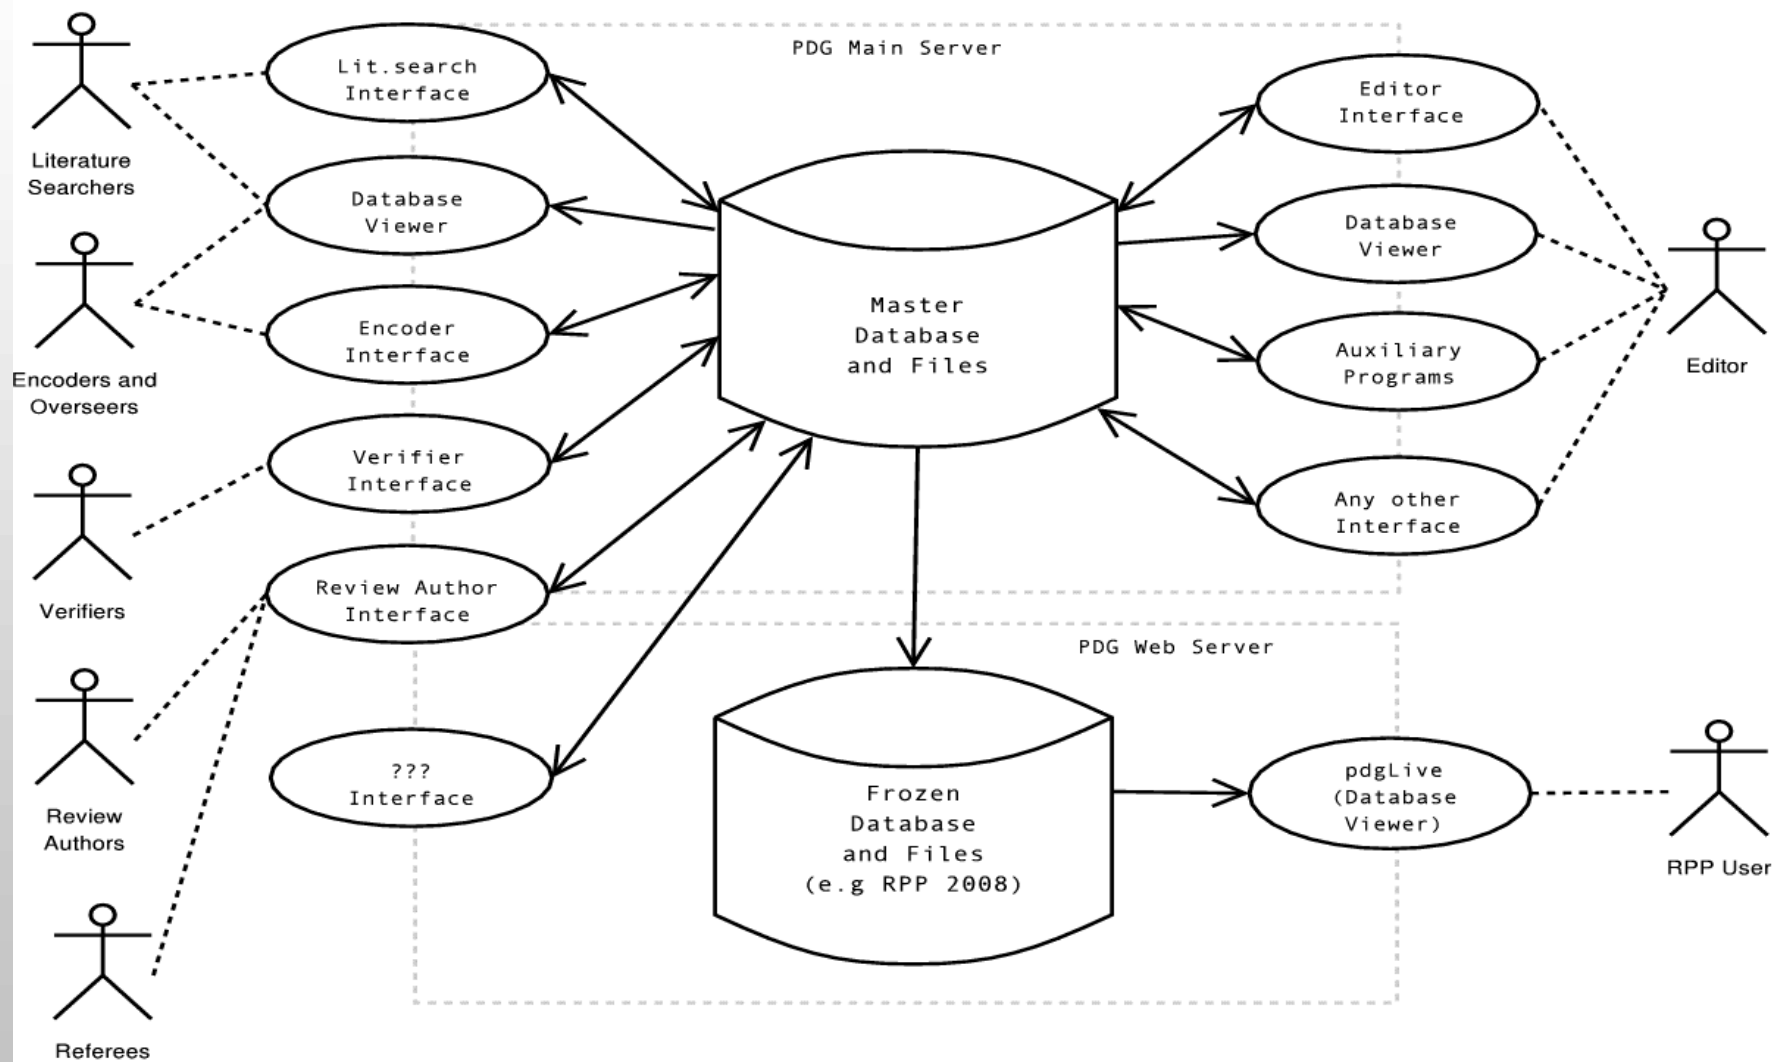 PDG Main Server
Lit.search
Interface
Literature
Searchers
Database
Viewer
Encoders and
Overseers
Encoder
Interface
Verifier
Interface
Verifiers
Review Author
Interface
Review
Authors
???
Interface
Referees
Master
Database
and Files
Editor
Interface
Database
Viewer
Auxiliary
Programs
Any other
Interface
Editor
PDG Web Server
Frozen
Database
and Files
(e.g RPP 2008)
pdgLive
(Database
Viewer)
RPP User